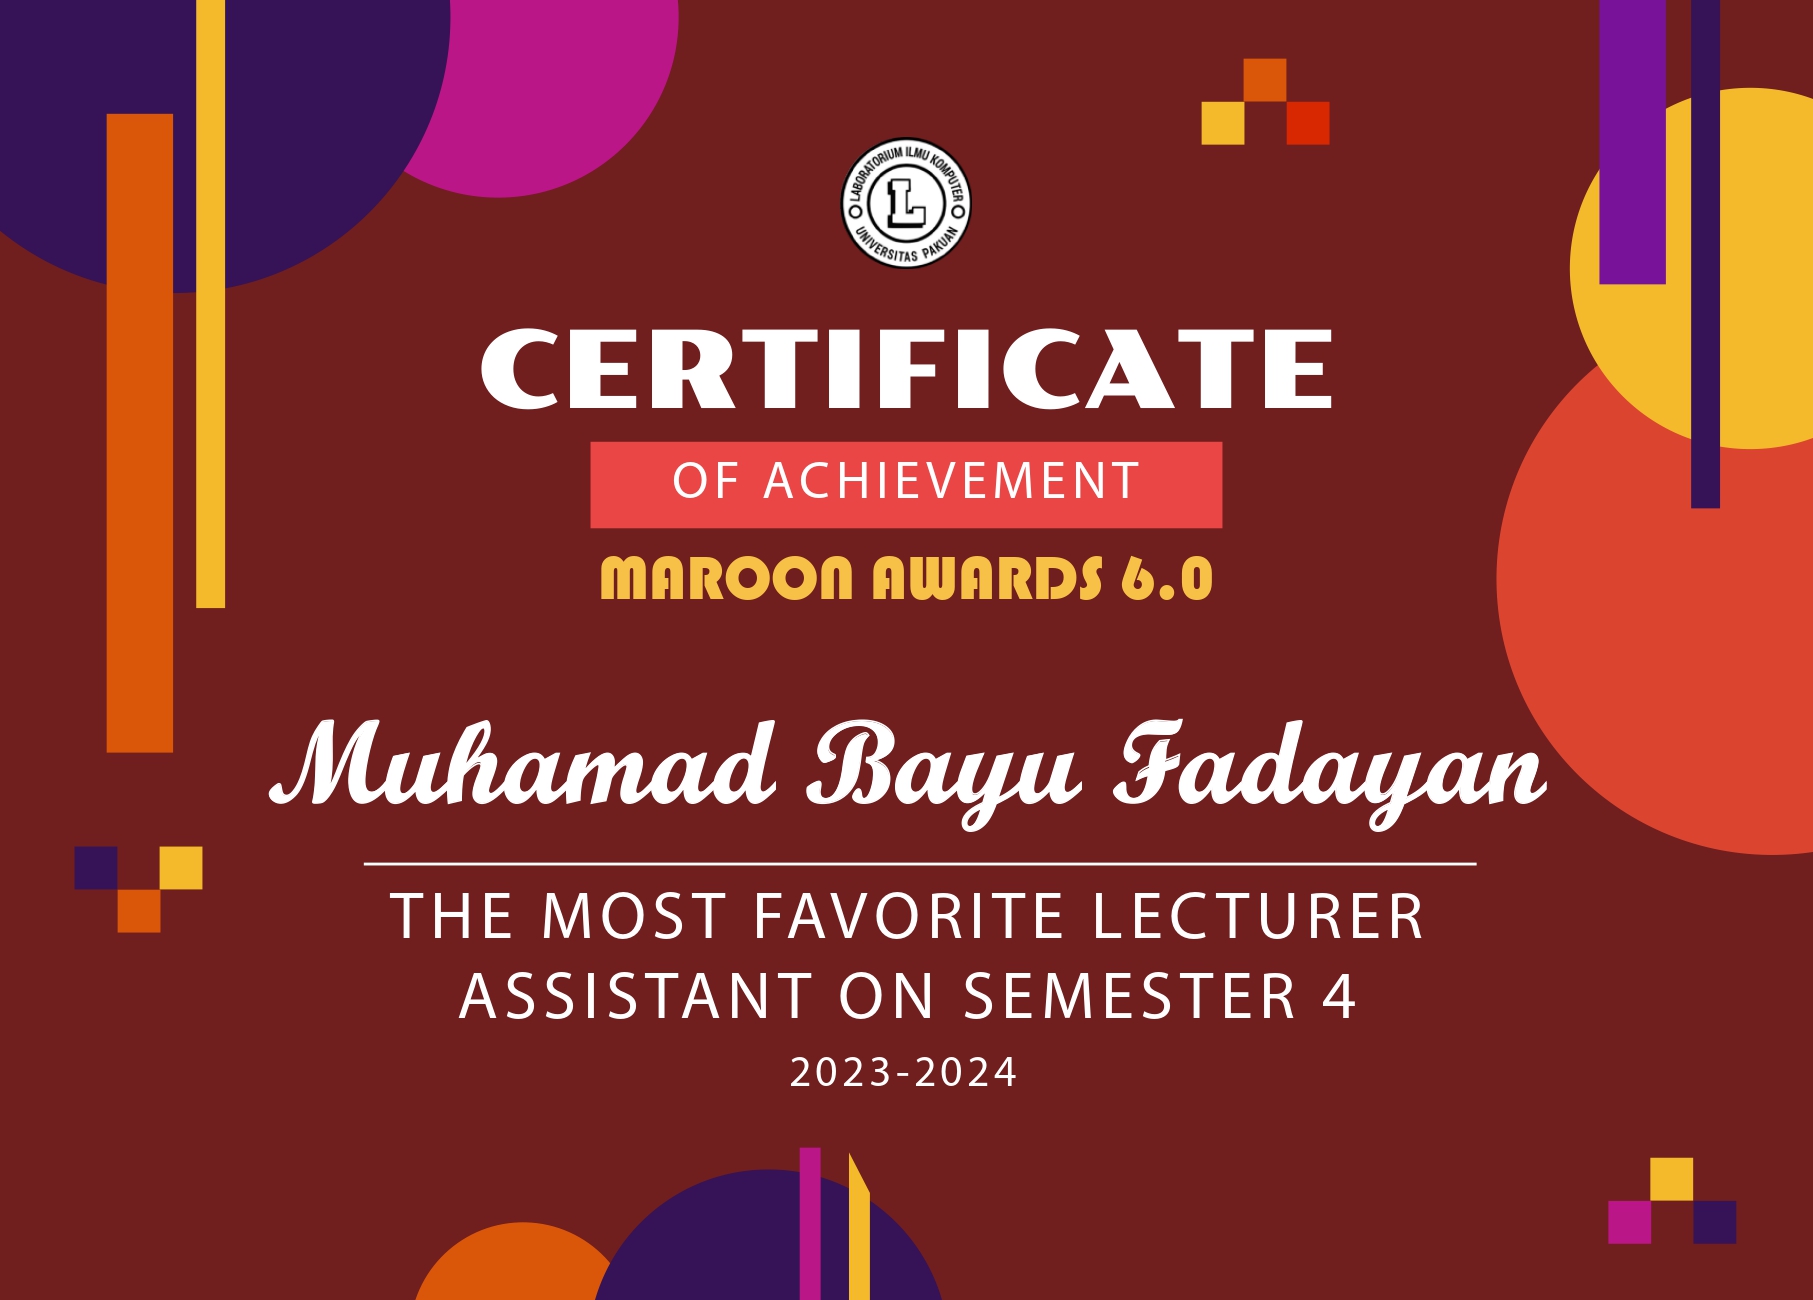 LABORATORIUM ILMU KOMPUTER
L
UNIVERSITAS PAKUAN
CERTIFICATE
OF ACHIEVEMENT
MAROON AWARDS 6.0
Muhamad Bayu Fadayan
THE MOST FAVORITE LECTURER
ASSISTANT ON SEMESTER 4
2023-2024